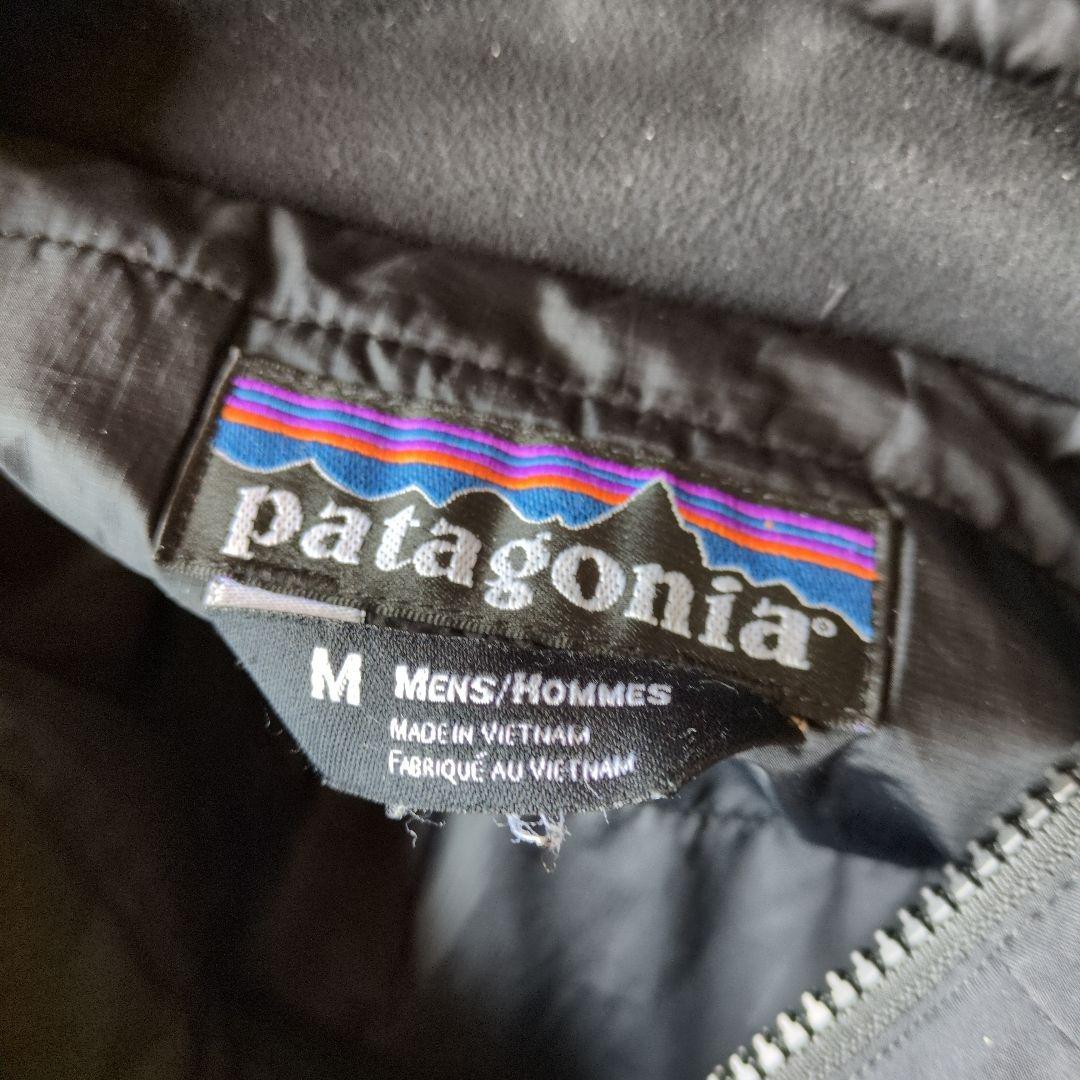 patagonia®
M MENS/HOMMES
MADE IN VIETNAM
FABRIQUÉ AU VIETNAM